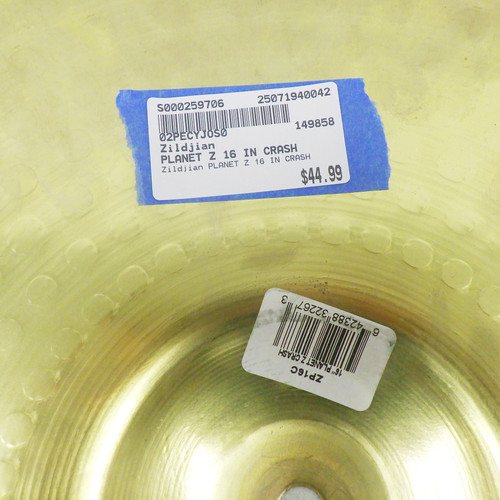 S000259706 25071940042
02PECYJOS0 149858
Zildjian
PLANET Z 16 IN CRASH
Zildjian PLANET Z 16 IN CRASH
$44.99
6 42388 32267 3
16" PLANET Z CRASH
ZP16C